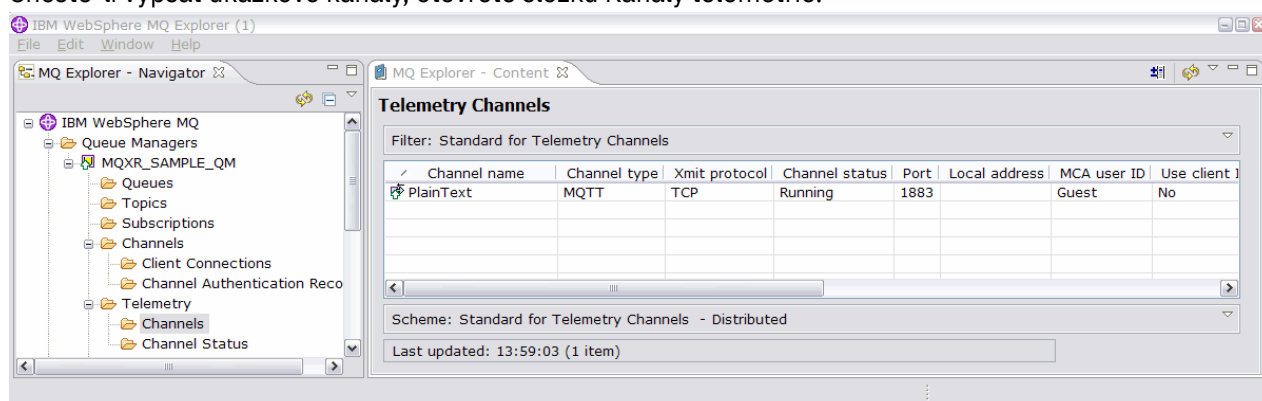 IBM WebSphere MQ Explorer (1)
File Edit Window Help
MQ Explorer - Navigator
IBM WebSphere MQ
Queue Managers
MQXR_SAMPLE_QM
Queues
Topics
Subscriptions
Channels
Client Connections
Channel Authentication Reco
Telemetry
Channels
Channel Status
MQ Explorer - Content
Telemetry Channels
Filter: Standard for Telemetry Channels
Channel name Channel type Xmit protocol Channel status Port Local address MCA user ID Use client
PlainText MQTT TCP Running 1883 Guest No
Scheme: Standard for Telemetry Channels - Distributed
Last updated: 13:59:03 (1 item)